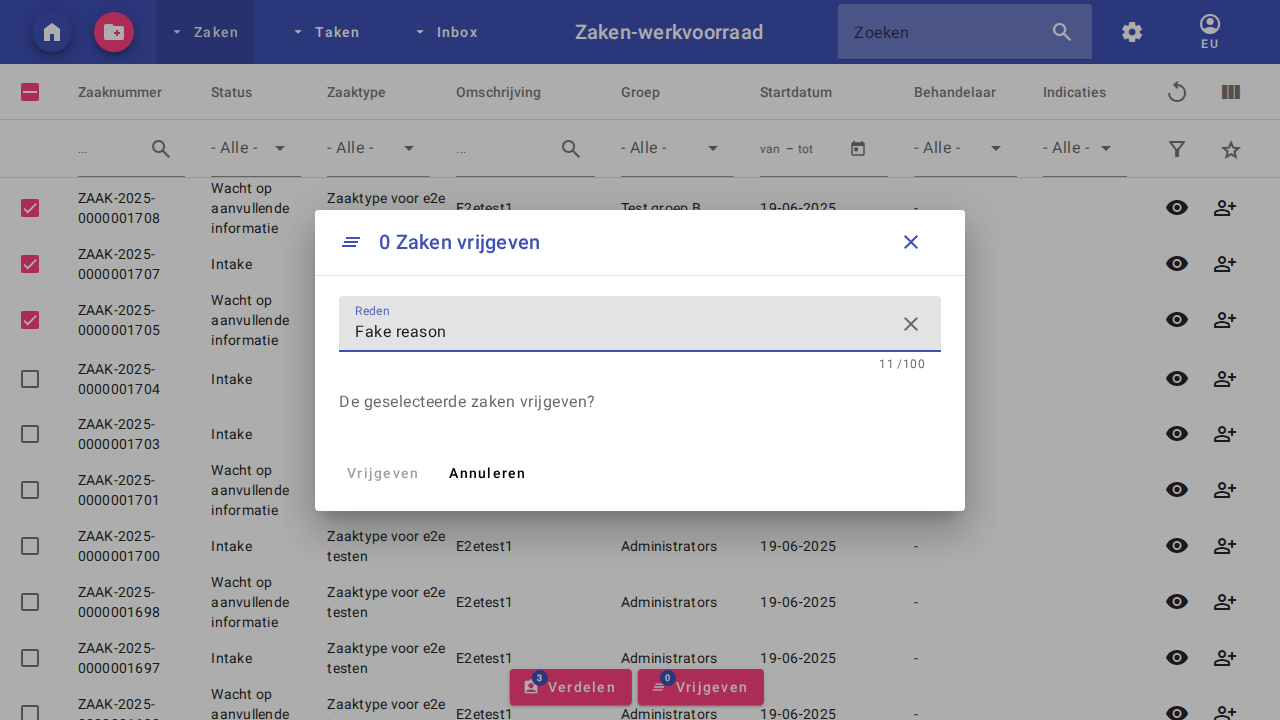 Zaken
Taken
Inbox
Zaken-werkvoorraad
Zoeken
EU
Zaaknummer
Status
Zaaktype
Omschrijving
Groep
Startdatum
Behandelaar
Indicaties
...
- Alle -
- Alle -
...
- Alle -
van – tot
- Alle -
- Alle -
ZAAK-2025-
0000001708
Wacht op
aanvullende
informatie
Zaaktype voor e2e
E2etest1
Test groep B
19-06-2025
-
ZAAK-2025-
0000001707
Intake
ZAAK-2025-
0000001705
Wacht op
aanvullende
informatie
ZAAK-2025-
0000001704
Intake
ZAAK-2025-
0000001703
Intake
ZAAK-2025-
0000001701
Wacht op
aanvullende
informatie
0 Zaken vrijgeven
Reden
Fake reason
11 /100
De geselecteerde zaken vrijgeven?
Vrijgeven
Annuleren
ZAAK-2025-
0000001700
Intake
Zaaktype voor e2e
testen
E2etest1
Administrators
19-06-2025
-
ZAAK-2025-
0000001698
Wacht op
aanvullende
informatie
Zaaktype voor e2e
testen
E2etest1
Administrators
19-06-2025
-
ZAAK-2025-
0000001697
Intake
Zaaktype voor e2e
testen
E2etest1
Administrators
19-06-2025
-
ZAAK-2025-
Wacht op
aanvullende
Zaaktype voor e2e
E2etest1
Administrators
19-06-2025
-
3
Verdelen
0
Vrijgeven